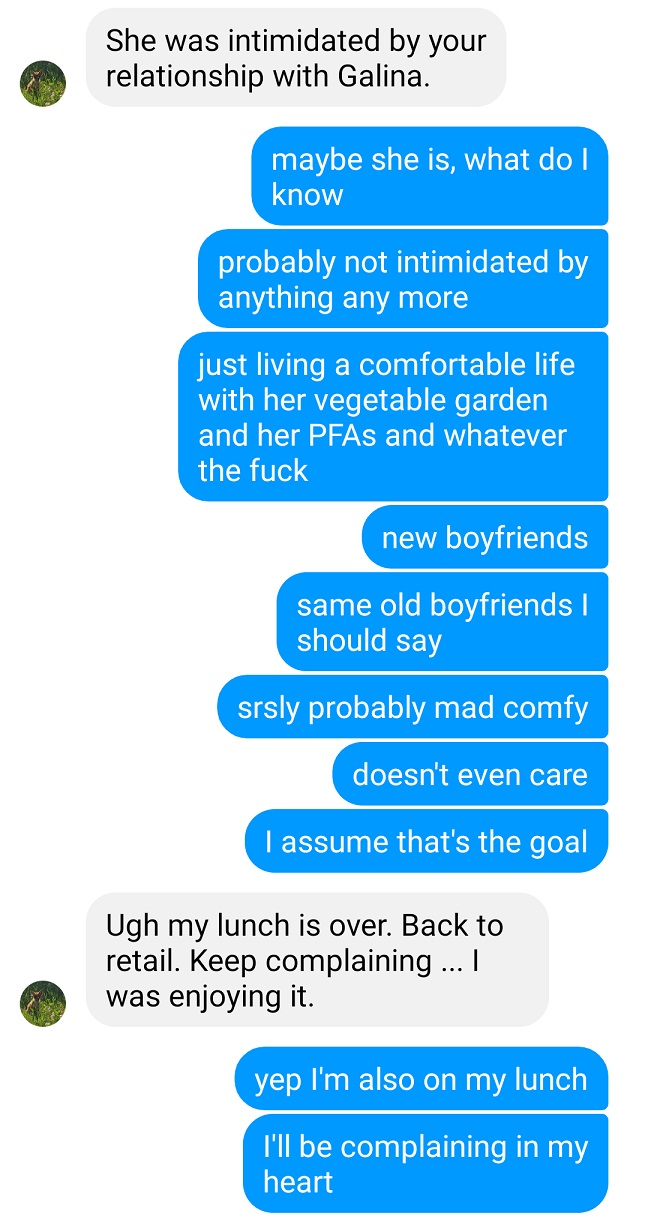 She was intimidated by your
relationship with Galina.
maybe she is, what do I
know
probably not intimidated by
anything any more
just living a comfortable life
with her vegetable garden
and her PFAs and whatever
the fuck
new boyfriends
same old boyfriends I
should say
srsly probably mad comfy
doesn't even care
I assume that's the goal
Ugh my lunch is over. Back to
retail. Keep complaining ... I
was enjoying it.
yep I'm also on my lunch
I'll be complaining in my
heart